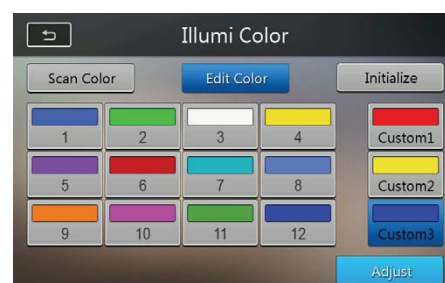 Illumi Color
Scan Color Edit Color Initialize
1 2 3 4 Custom1
5 6 7 8 Custom2
9 10 11 12 Custom3
Adjust